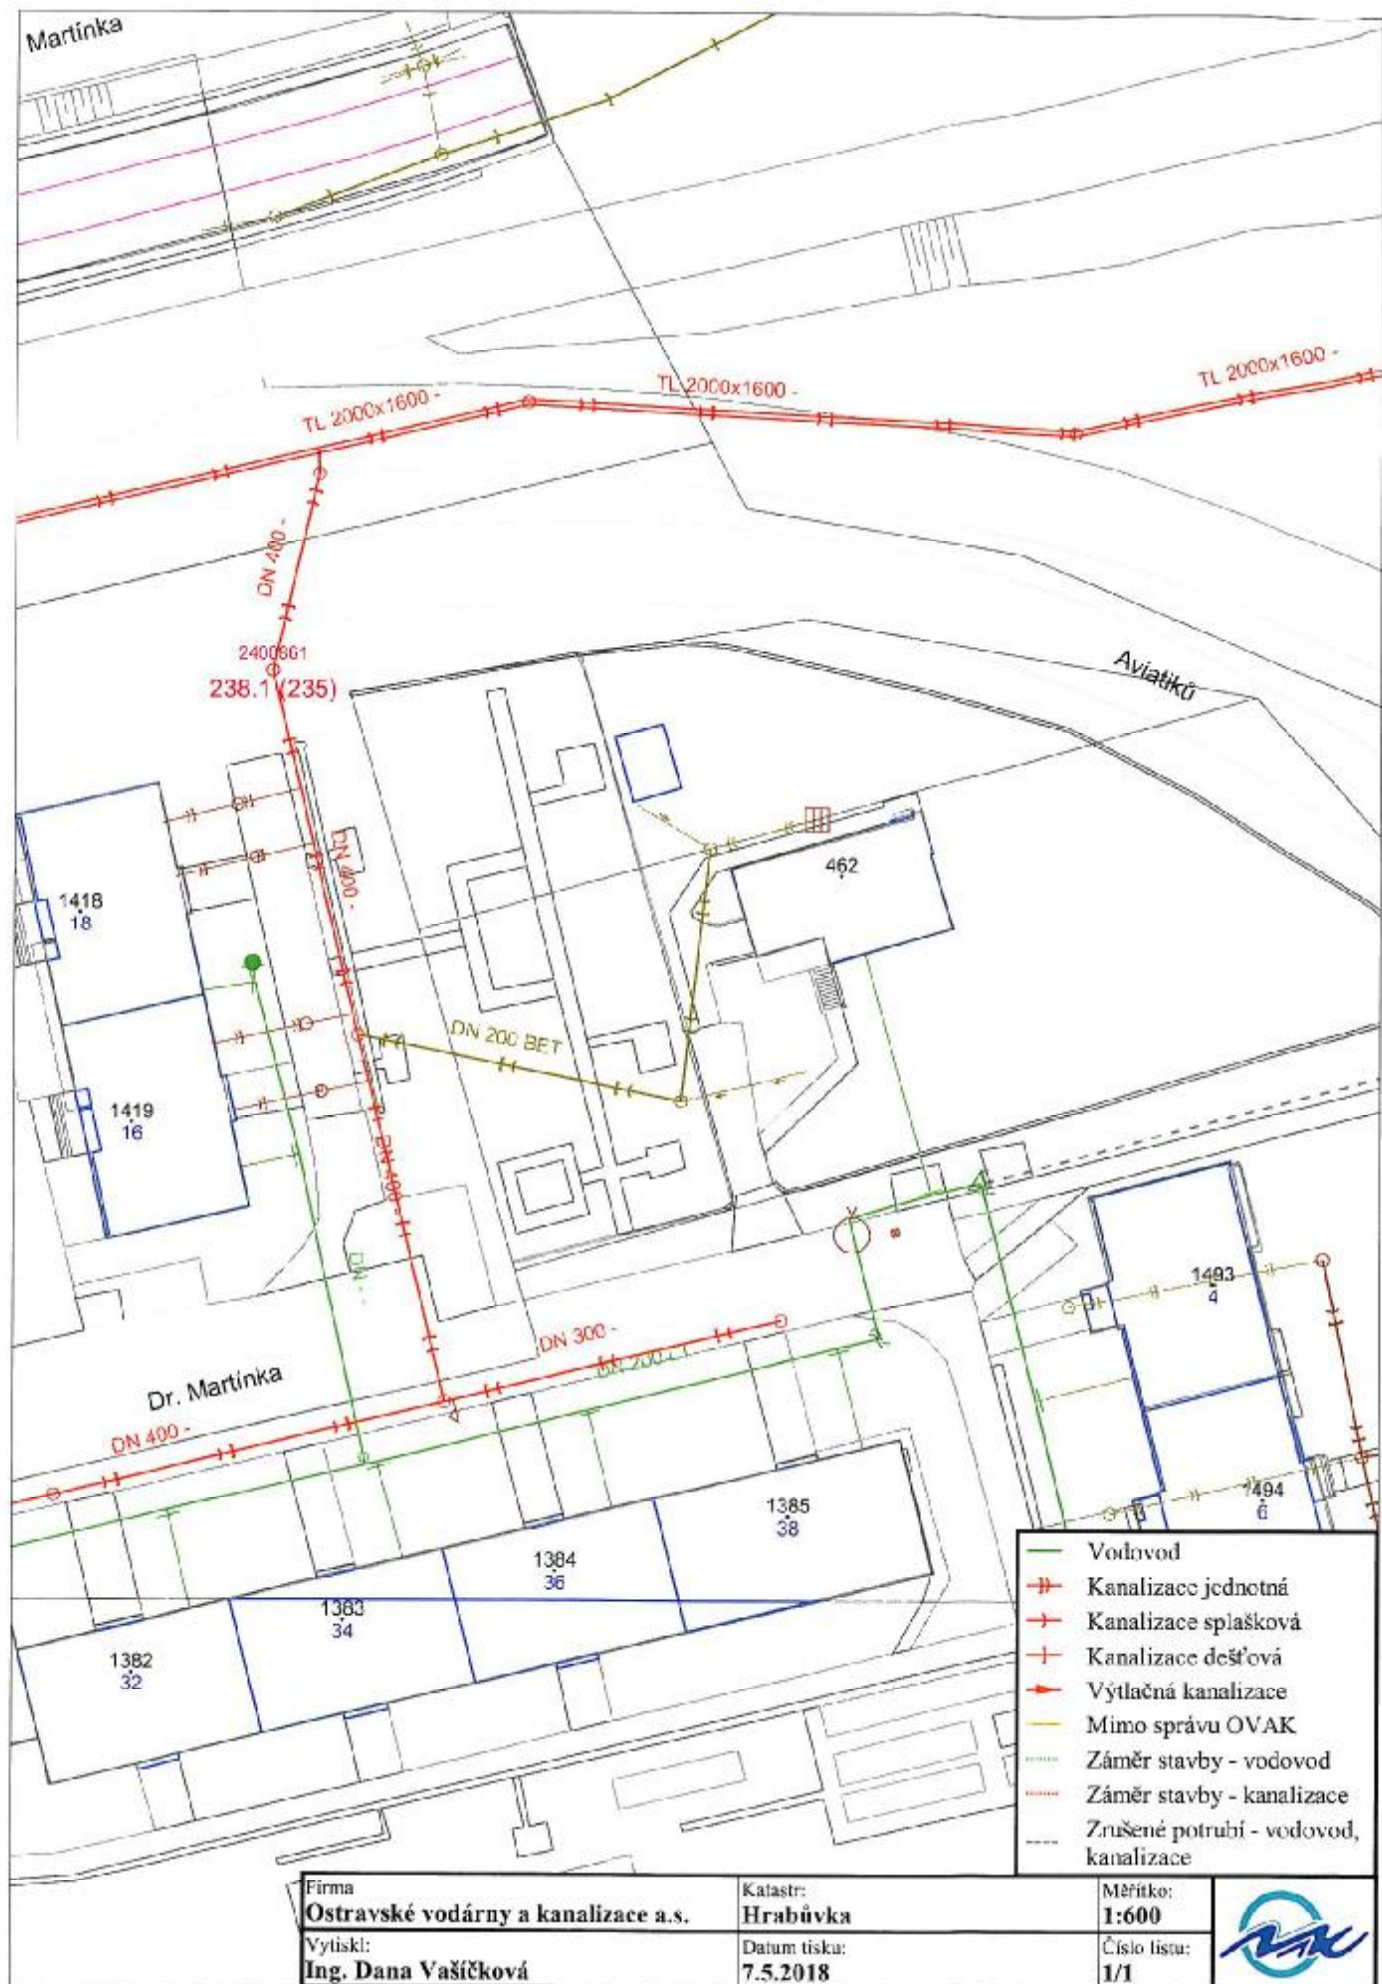 Martínka
TL 2000x1600 -
TL 2000x1600 -
TL 2000x1600 -
DN 400 -
2400861
238.1 (235)
Aviatiků
DN 400 -
462
1418
18
DN 200 BET
1419
16
DN 400 -
DN -
1493
4
DN 300 -
DN 200 LT
Dr. Martínka
DN 400 -
1494
6
1385
38
1384
36
1383
34
1382
32
Vodovod
Kanalizace jednotná
Kanalizace splašková
Kanalizace dešťová
Výtlačná kanalizace
Mimo správu OVAK
Záměr stavby - vodovod
Záměr stavby - kanalizace
Zrušené potrubí - vodovod,
kanalizace
Firma
Ostravské vodárny a kanalizace a.s.
Katastr:
Hrabůvka
Měřítko:
1:600
Vytiskl:
Ing. Dana Vašíčková
Datum tisku:
7.5.2018
Číslo listu:
1/1